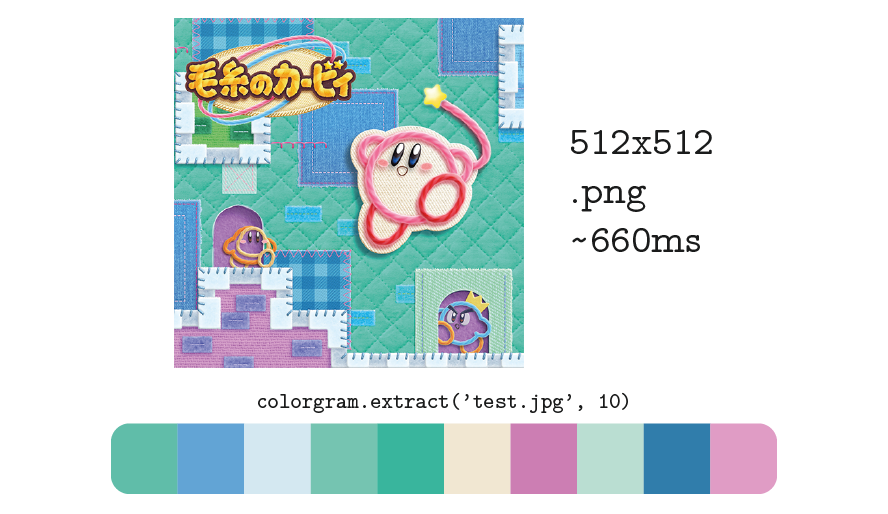 毛糸のカービィ
512x512
.png
~660ms
colorgram.extract('test.jpg', 10)